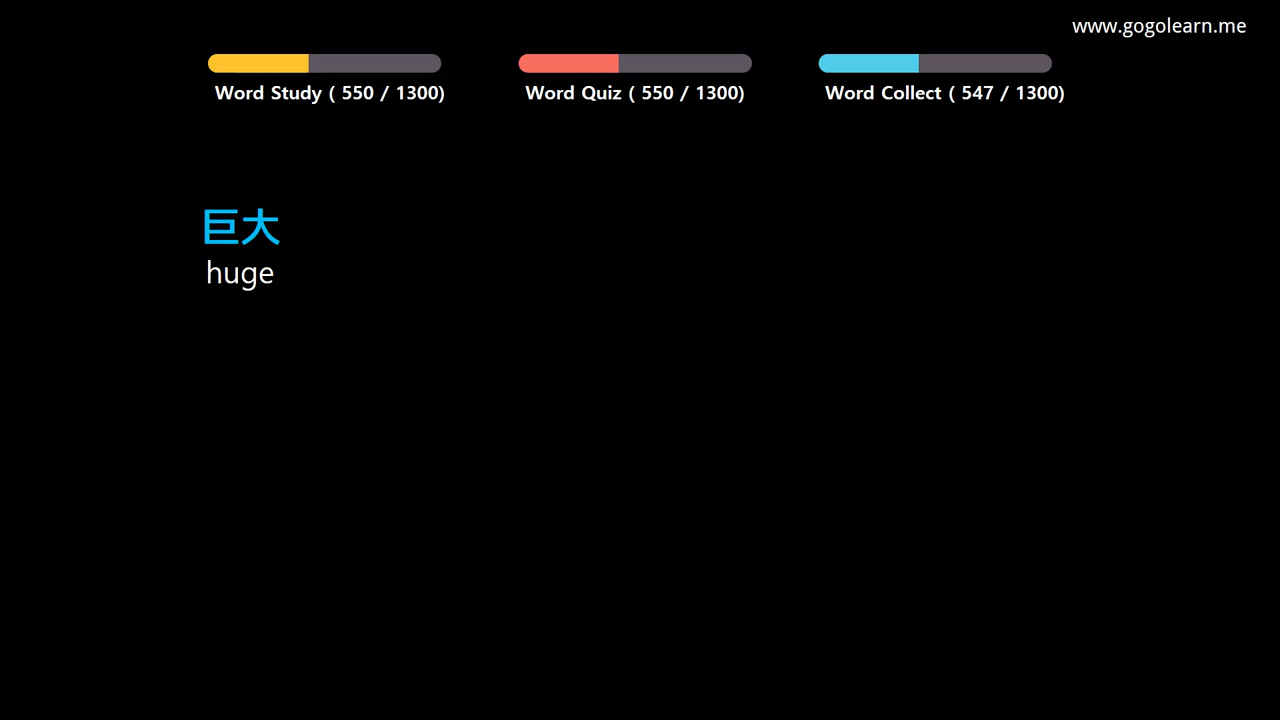 www.gogolearn.me
Word Study ( 550 / 1300)
Word Quiz ( 550 / 1300)
Word Collect ( 547 / 1300)
巨大
huge